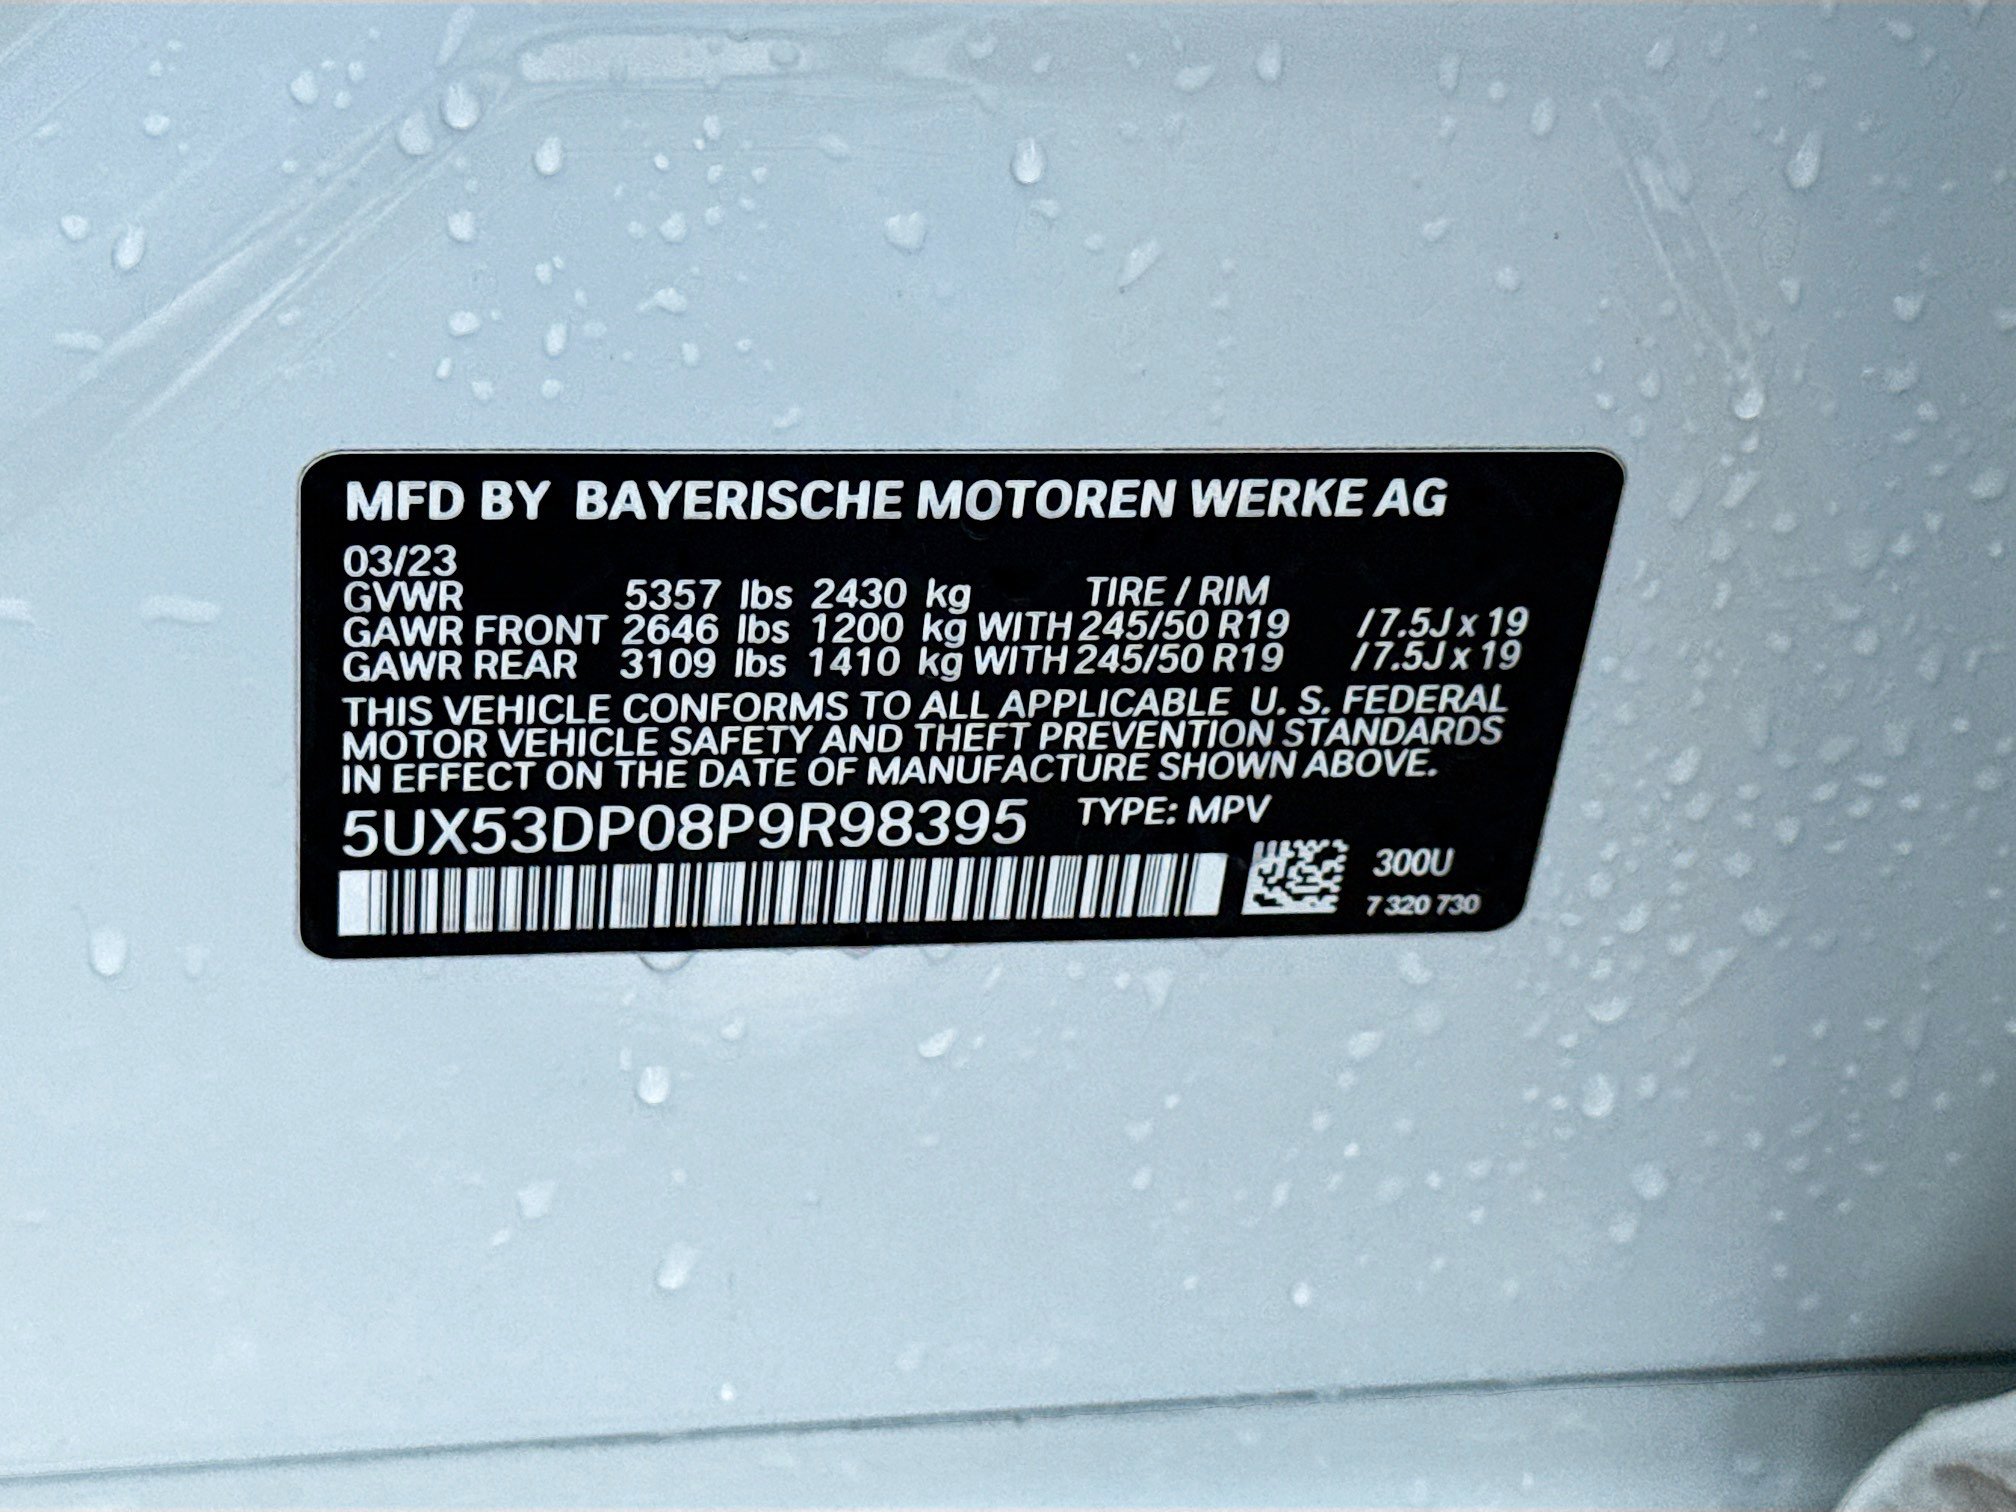 MFD BY BAYERISCHE MOTOREN WERKE AG
03/23
GVWR 5357 lbs 2430 kg TIRE / RIM
GAWR FRONT 2646 lbs 1200 kg WITH 245/50 R19 / 7.5J x 19
GAWR REAR 3109 lbs 1410 kg WITH 245/50 R19 / 7.5J x 19
THIS VEHICLE CONFORMS TO ALL APPLICABLE U. S. FEDERAL
MOTOR VEHICLE SAFETY AND THEFT PREVENTION STANDARDS
IN EFFECT ON THE DATE OF MANUFACTURE SHOWN ABOVE.
5UX53DP08P9R98395 TYPE: MPV
300U
7 320 730